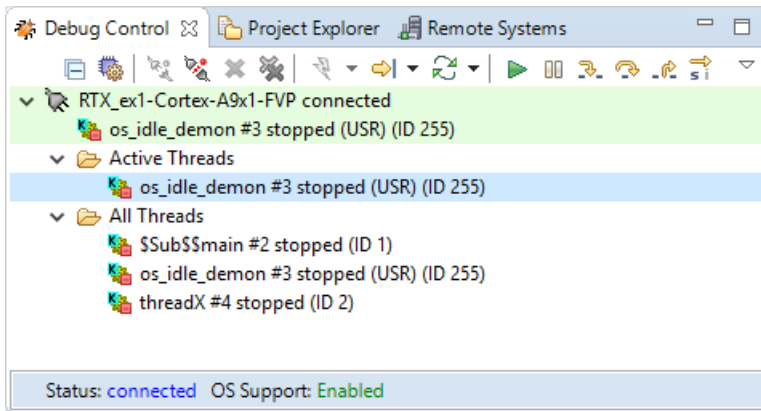 Debug Control Project Explorer Remote Systems
RTX_ex1-Cortex-A9x1-FVP connected
os_idle_demon #3 stopped (USR) (ID 255)
Active Threads
os_idle_demon #3 stopped (USR) (ID 255)
All Threads
$Sub$$main #2 stopped (ID 1)
os_idle_demon #3 stopped (USR) (ID 255)
threadX #4 stopped (ID 2)
Status: connected OS Support: Enabled